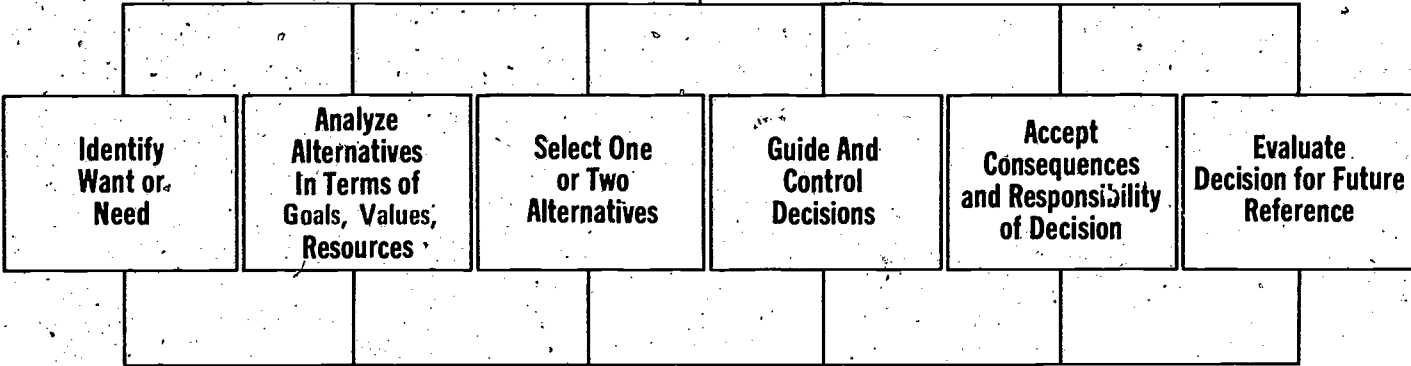 Identify
Want or
Need
Analyze
Alternatives
In Terms of
Goals, Values,
Resources
Select One
or Two
Alternatives
Guide And
Control
Decisions
Accept
Consequences
and Responsibility
of Decision
Evaluate
Decision for Future
Reference